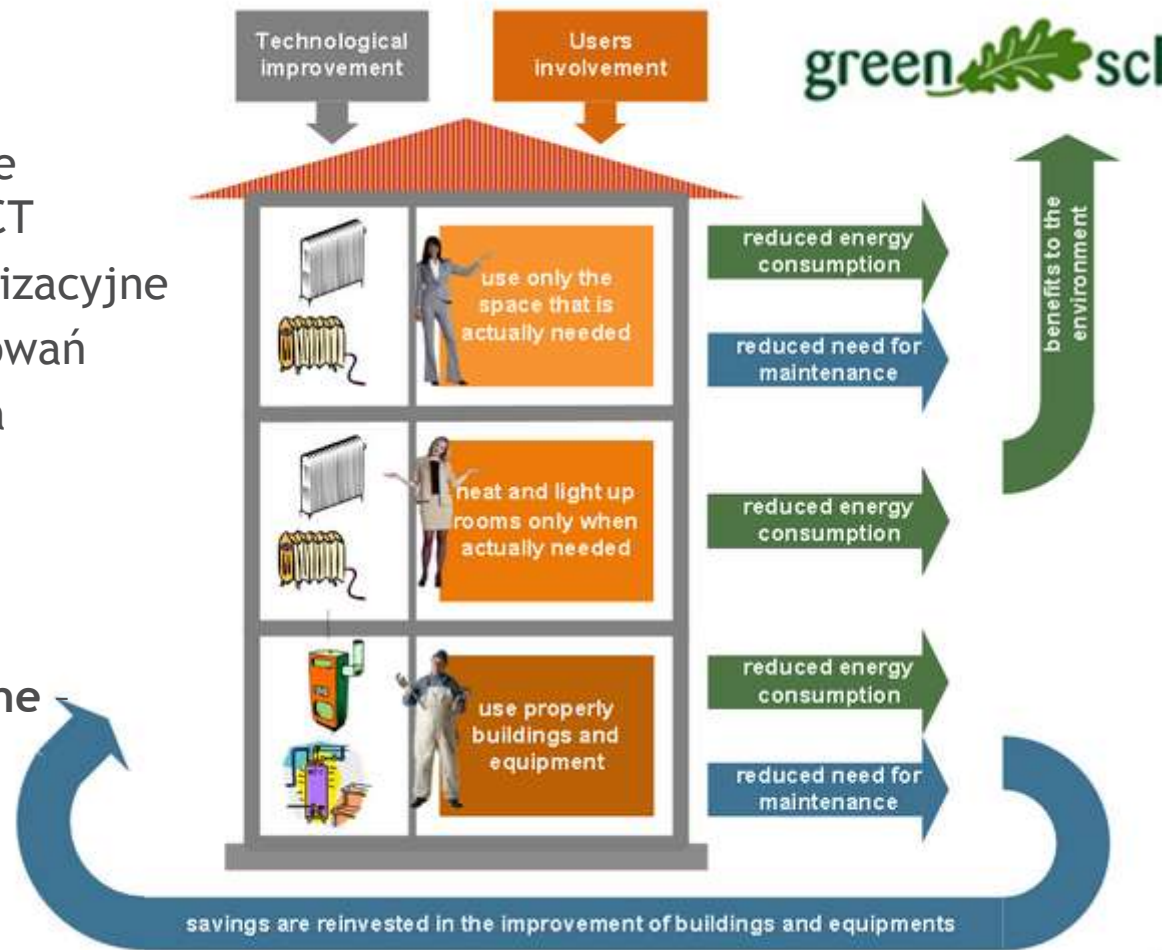 Technological
improvement
Users
involvement
green scl
e
CT
izacyjne
owań
a
ne
use only the
space that is
actually needed
heat and light up
rooms only when
actually needed
use properly
buildings and
equipment
reduced energy
consumption
reduced need for
maintenance
reduced energy
consumption
reduced energy
consumption
reduced need for
maintenance
benefits to the
environment
savings are reinvested in the improvement of buildings and equipments